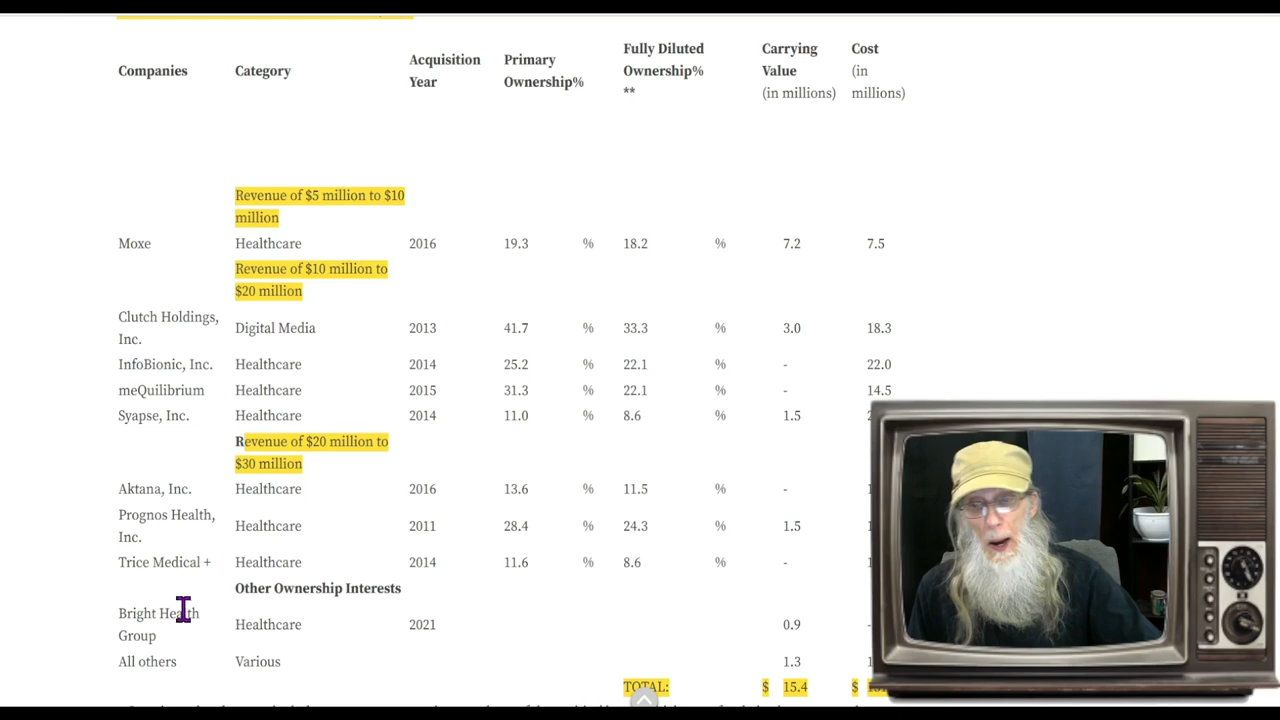 Companies Category Acquisition Year Primary Ownership% Fully Diluted Ownership% ** Carrying Value (in millions) Cost (in millions)
Revenue of $5 million to $10
million
Moxe Healthcare 2016 19.3 % 18.2 % 7.2 7.5
Revenue of $10 million to
$20 million
Clutch Holdings, Inc. Digital Media 2013 41.7 % 33.3 % 3.0 18.3
InfoBionic, Inc. Healthcare 2014 25.2 % 22.1 % - 22.0
meQuilibrium Healthcare 2015 31.3 % 22.1 % - 14.5
Syapse, Inc. Healthcare 2014 11.0 % 8.6 % 1.5
Revenue of $20 million to
$30 million
Aktana, Inc. Healthcare 2016 13.6 % 11.5 % -
Prognos Health, Inc. Healthcare 2011 28.4 % 24.3 % 1.5
Trice Medical + Healthcare 2014 11.6 % 8.6 % -
Other Ownership Interests
Bright Health Group Healthcare 2021 0.9 -
All others Various 1.3
TOTAL: $ 15.4 $